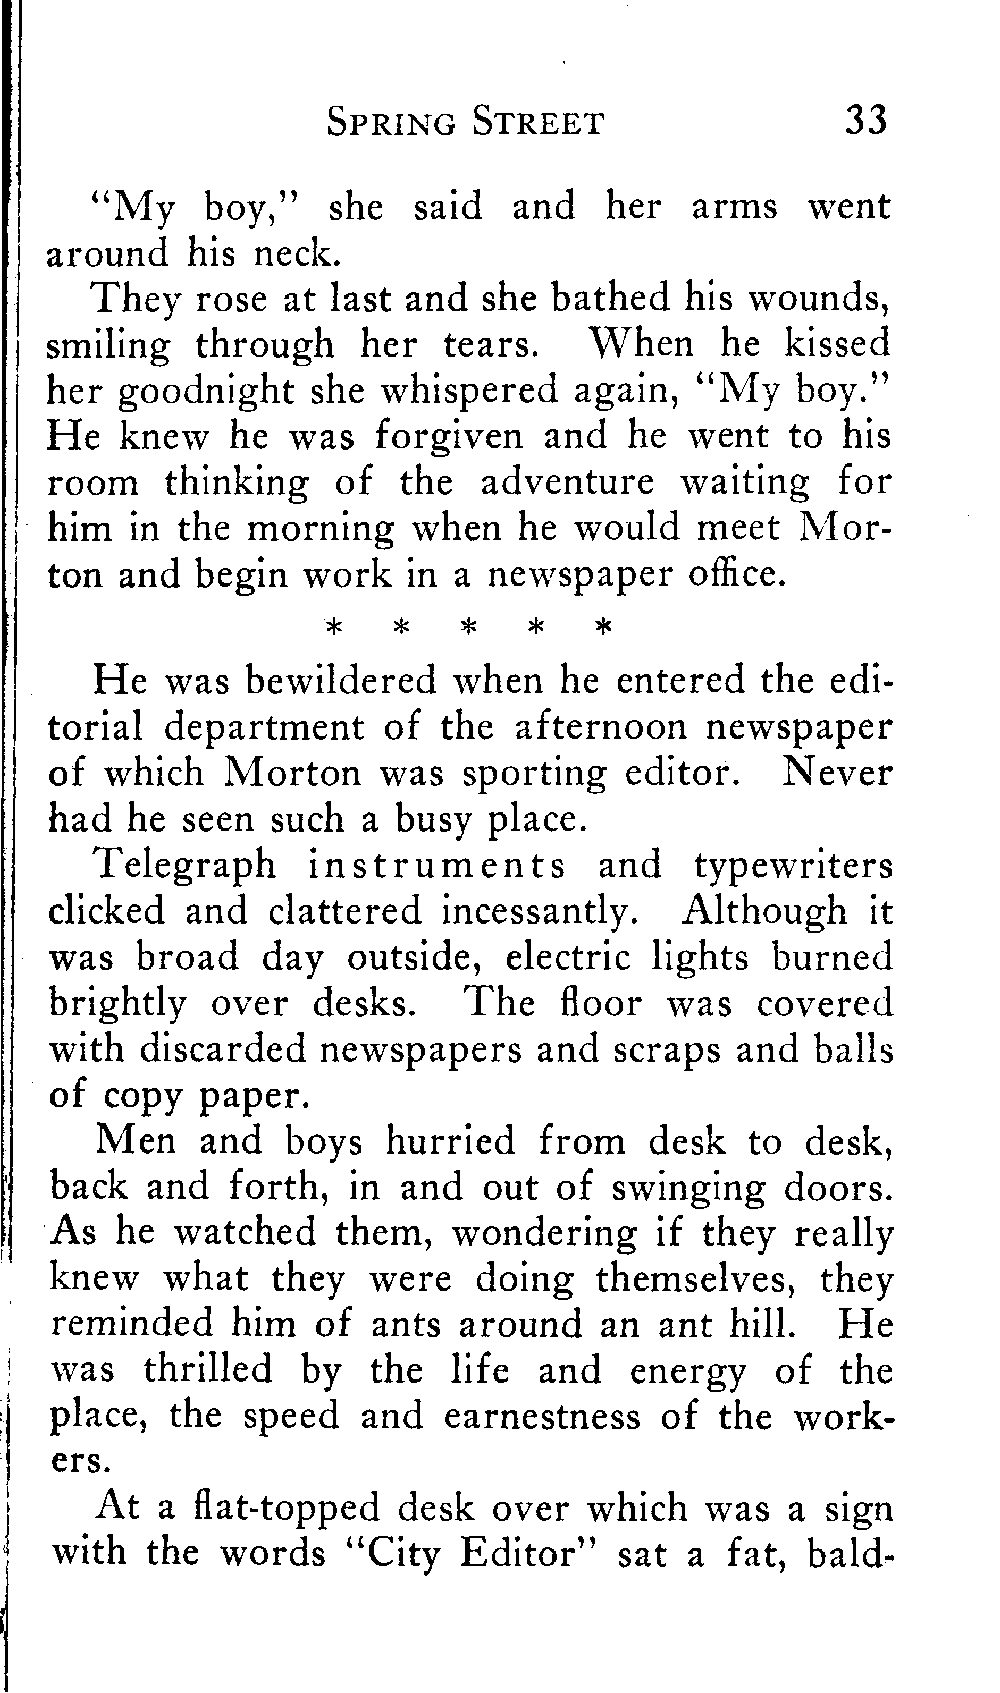 SPRING STREET 33
"My boy," she said and her arms went
around his neck.
They rose at last and she bathed his wounds,
smiling through her tears. When he kissed
her goodnight she whispered again, "My boy."
He knew he was forgiven and he went to his
room thinking of the adventure waiting for
him in the morning when he would meet Mor-
ton and begin work in a newspaper office.
* * * * *
He was bewildered when he entered the edi-
torial department of the afternoon newspaper
of which Morton was sporting editor. Never
had he seen such a busy place.
Telegraph instruments and typewriters
clicked and clattered incessantly. Although it
was broad day outside, electric lights burned
brightly over desks. The floor was covered
with discarded newspapers and scraps and balls
of copy paper.
Men and boys hurried from desk to desk,
back and forth, in and out of swinging doors.
As he watched them, wondering if they really
knew what they were doing themselves, they
reminded him of ants around an ant hill. He
was thrilled by the life and energy of the
place, the speed and earnestness of the work-
ers.
At a flat-topped desk over which was a sign
with the words "City Editor" sat a fat, bald-